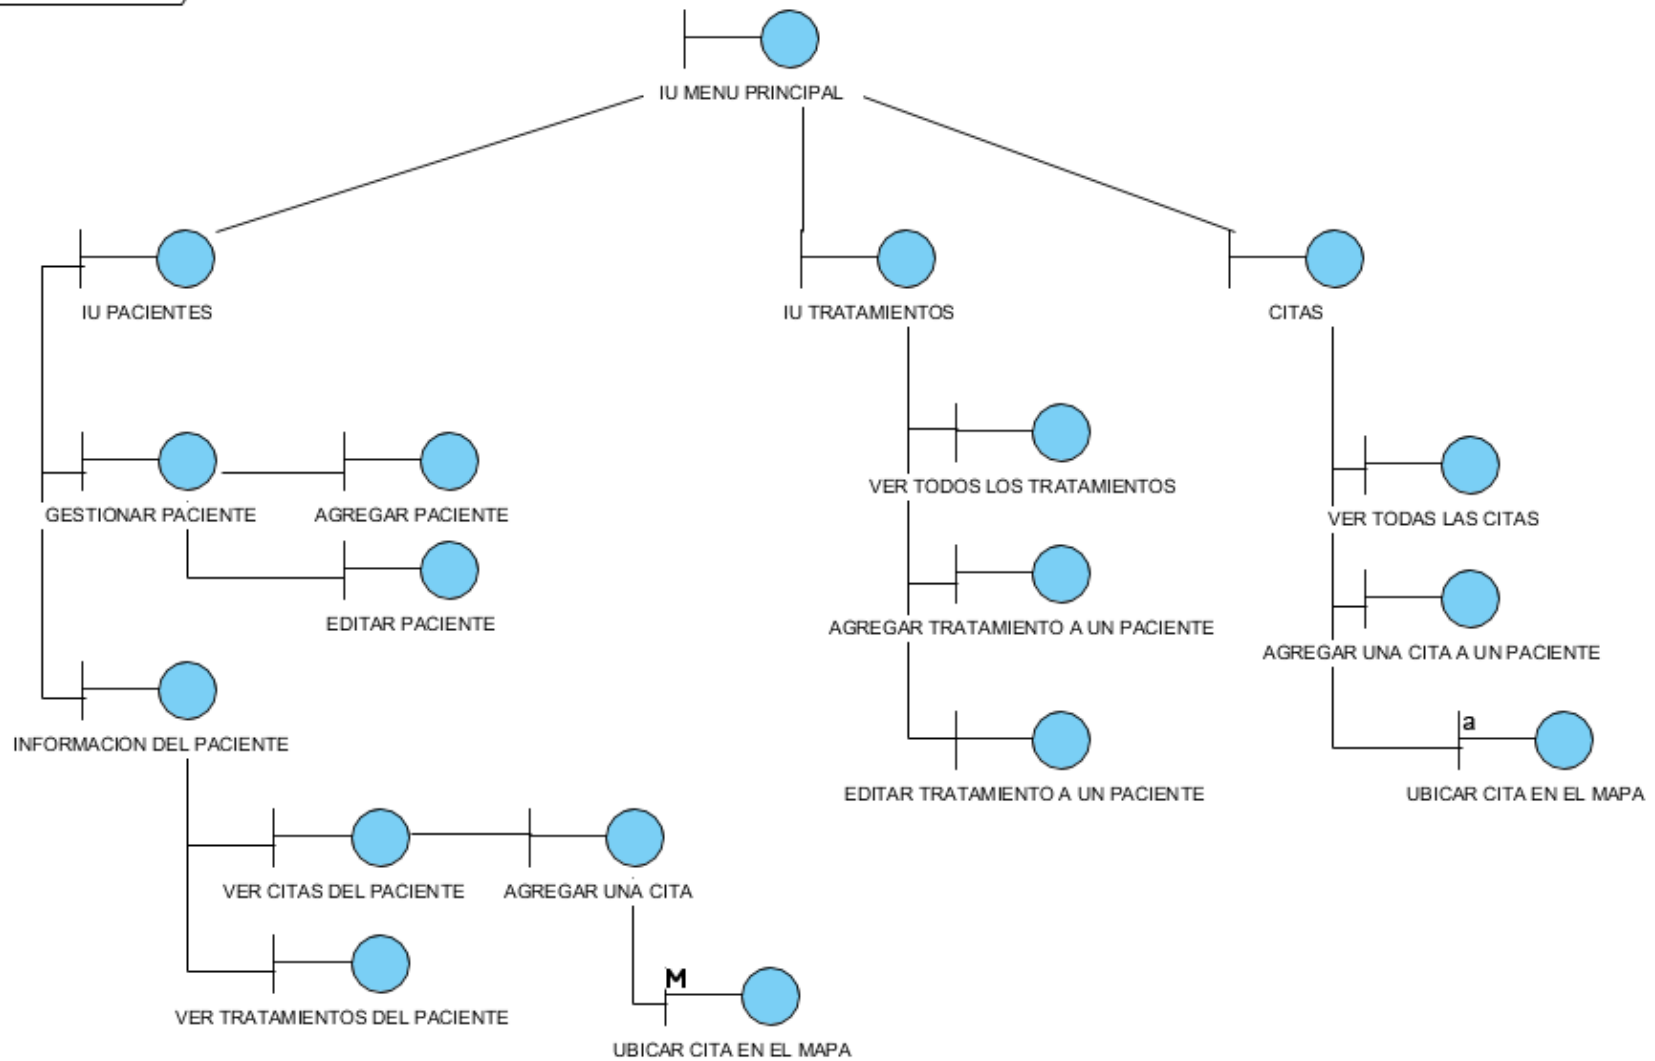 IU MENU PRINCIPAL
IU PACIENTES
IU TRATAMIENTOS
CITAS
GESTIONAR PACIENTE
AGREGAR PACIENTE
EDITAR PACIENTE
INFORMACION DEL PACIENTE
VER CITAS DEL PACIENTE
AGREGAR UNA CITA
VER TRATAMIENTOS DEL PACIENTE
M
UBICAR CITA EN EL MAPA
VER TODOS LOS TRATAMIENTOS
AGREGAR TRATAMIENTO A UN PACIENTE
EDITAR TRATAMIENTO A UN PACIENTE
VER TODAS LAS CITAS
AGREGAR UNA CITA A UN PACIENTE
a
UBICAR CITA EN EL MAPA